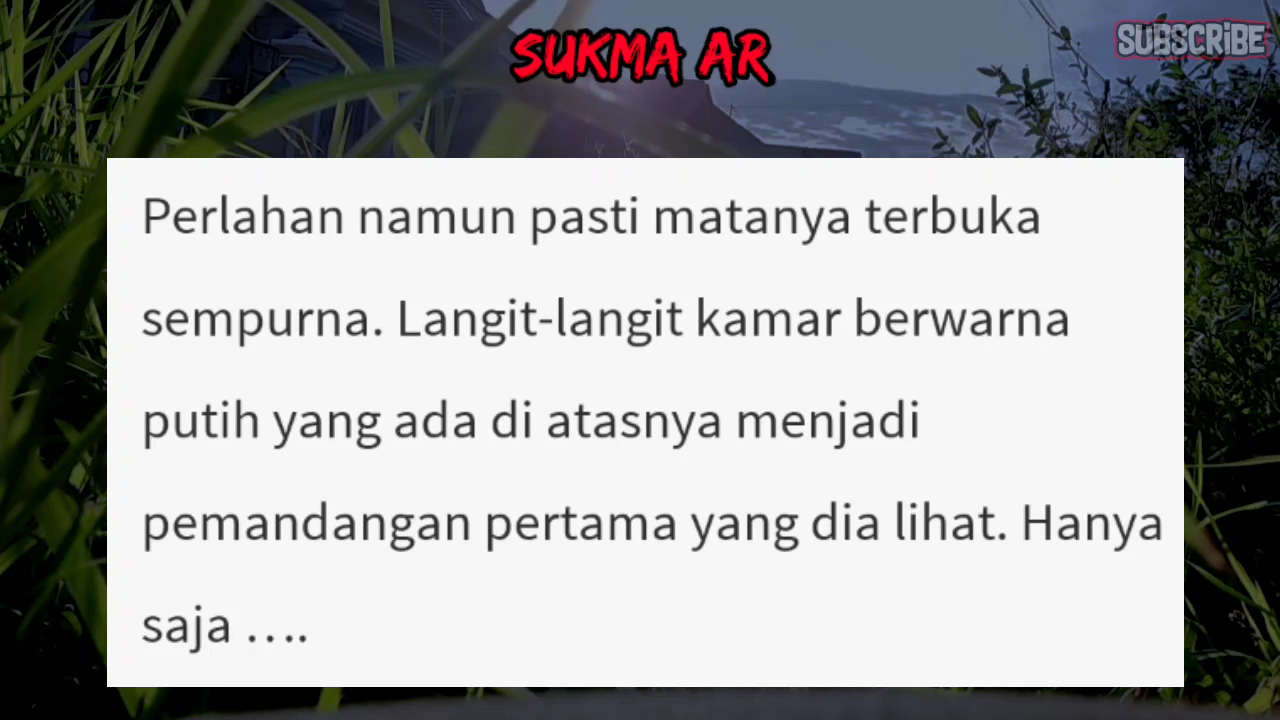 SUKMA AR
SUBSCRIBE
Perlahan namun pasti matanya terbuka
sempurna. Langit-langit kamar berwarna
putih yang ada di atasnya menjadi
pemandangan pertama yang dia lihat. Hanya
saja ....